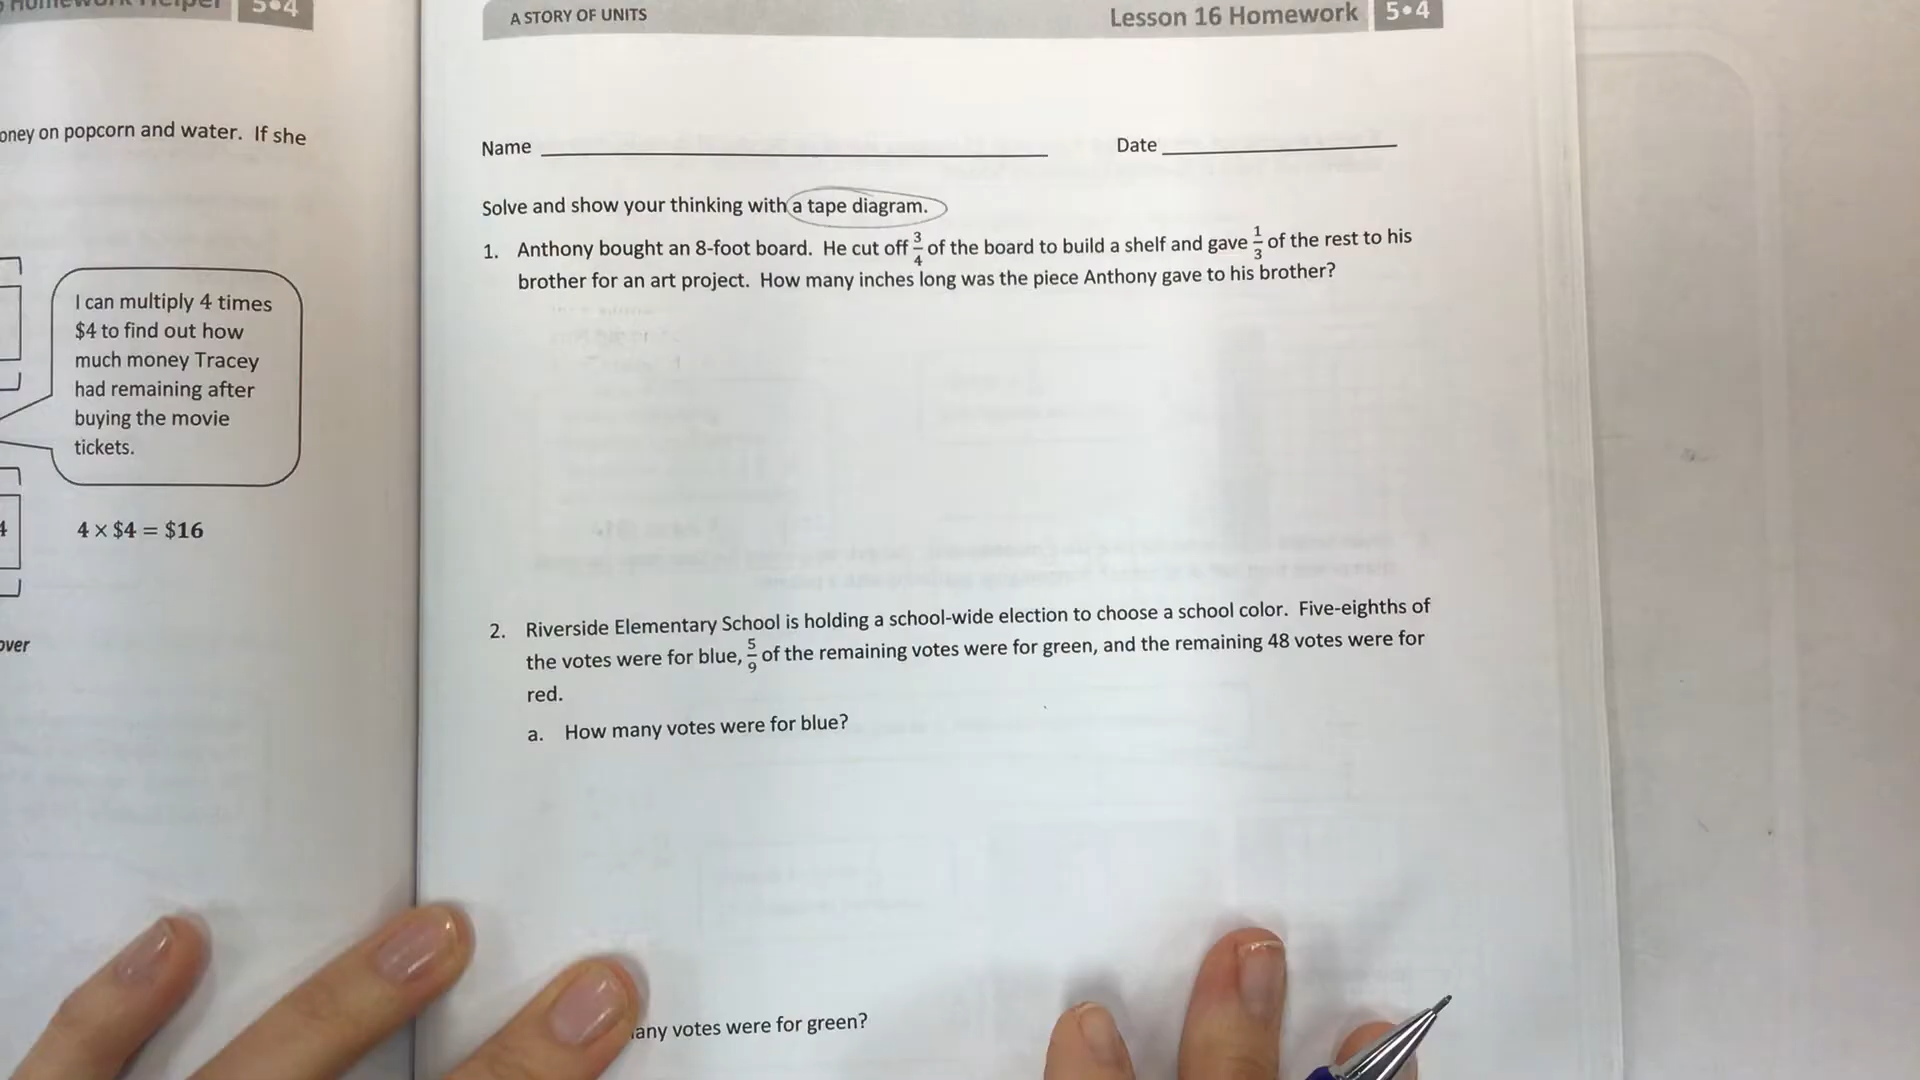 5•4
oney on popcorn and water. If she
I can multiply 4 times
$4 to find out how
much money Tracey
had remaining after
buying the movie
tickets.
4
4 × $4 = $16
over
A STORY OF UNITS
Lesson 16 Homework 5•4
Name
Date
Solve and show your thinking with a tape diagram.
1. Anthony bought an 8-foot board. He cut off 3/4 of the board to build a shelf and gave 1/3 of the rest to his
brother for an art project. How many inches long was the piece Anthony gave to his brother?
2. Riverside Elementary School is holding a school-wide election to choose a school color. Five-eighths of
the votes were for blue, 5/9 of the remaining votes were for green, and the remaining 48 votes were for
red.
a. How many votes were for blue?
any votes were for green?